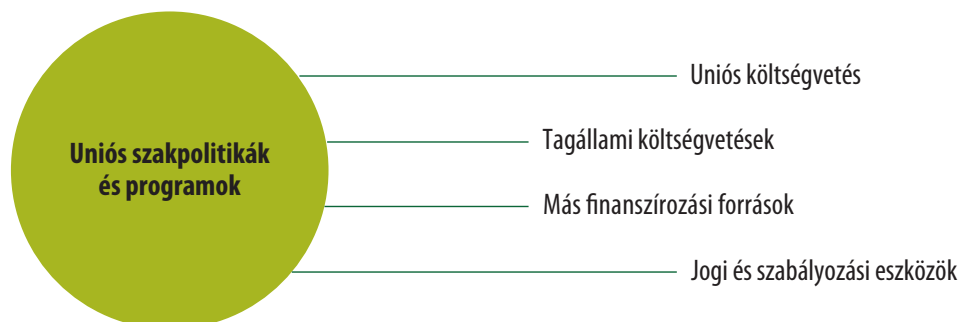 Uniós szakpolitikák
és programok
Uniós költségvetés
Tagállami költségvetések
Más finanszírozási források
Jogi és szabályozási eszközök